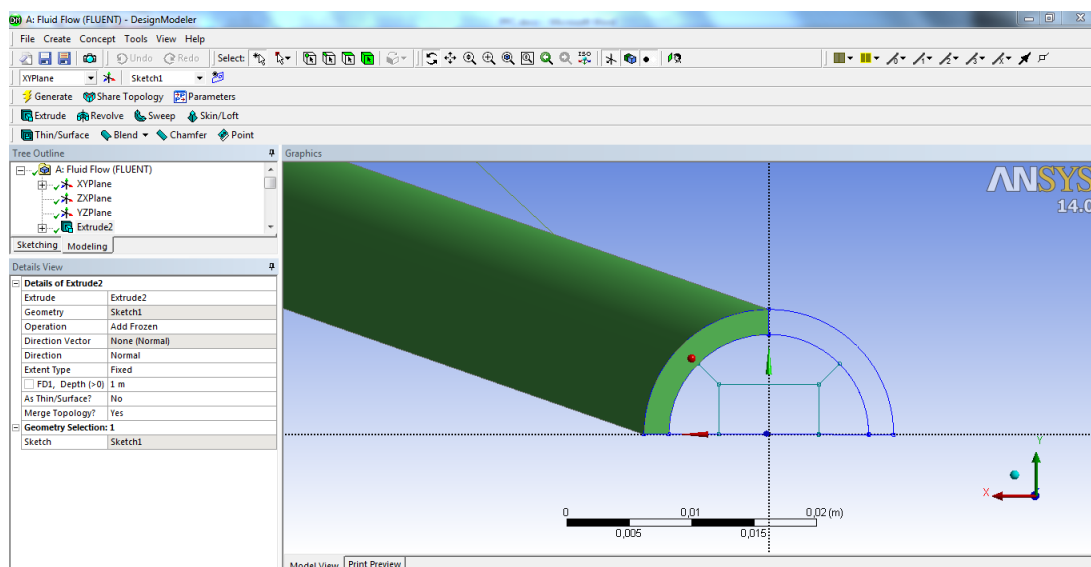 A: Fluid Flow (FLUENT) - DesignModeler
File Create Concept Tools View Help
Undo Redo Select:
XYPlane Sketch1
Generate Share Topology Parameters
Extrude Revolve Sweep Skin/Loft
Thin/Surface Blend Chamfer Point
Tree Outline
A: Fluid Flow (FLUENT)
XYPlane
ZXPlane
YZPlane
Extrude2
Sketching Modeling
Details View
Details of Extrude2
Extrude Extrude2
Geometry Sketch1
Operation Add Frozen
Direction Vector None (Normal)
Direction Normal
Extent Type Fixed
FD1, Depth (>0) 1 m
As Thin/Surface? No
Merge Topology? Yes
Geometry Selection: 1
Sketch Sketch1
Graphics
ANSYS
14.0
Y
X
0 0,01 0,02 (m)
0,005 0,015
Model View Print Preview